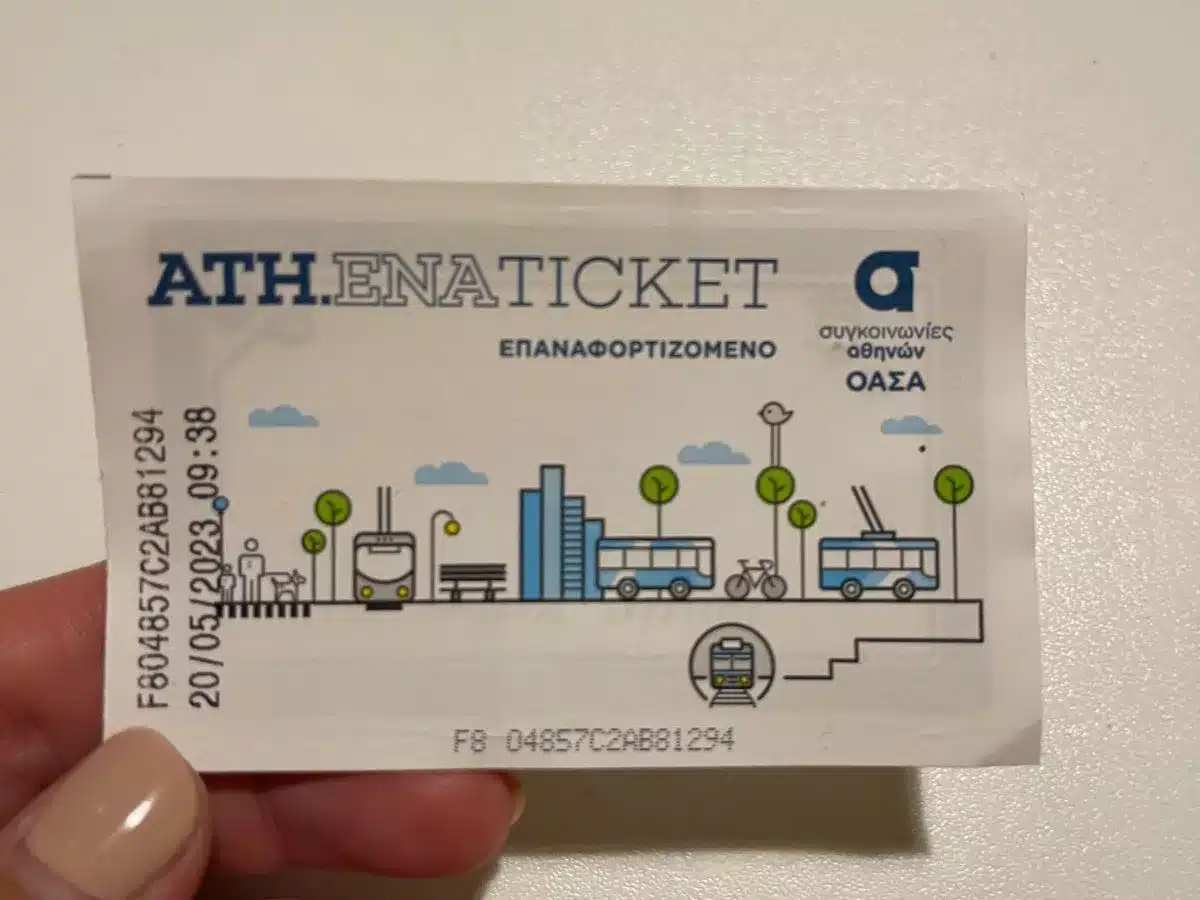 ATH.ENA TICKET
ΕΠΑΝΑΦΟΡΤΙΖΟΜΕΝΟ
συγκοινωνίες
αθηνών
ΟΑΣΑ
F804857C2AB81294
20/05/2023 09:38
F8 04857C2AB81294